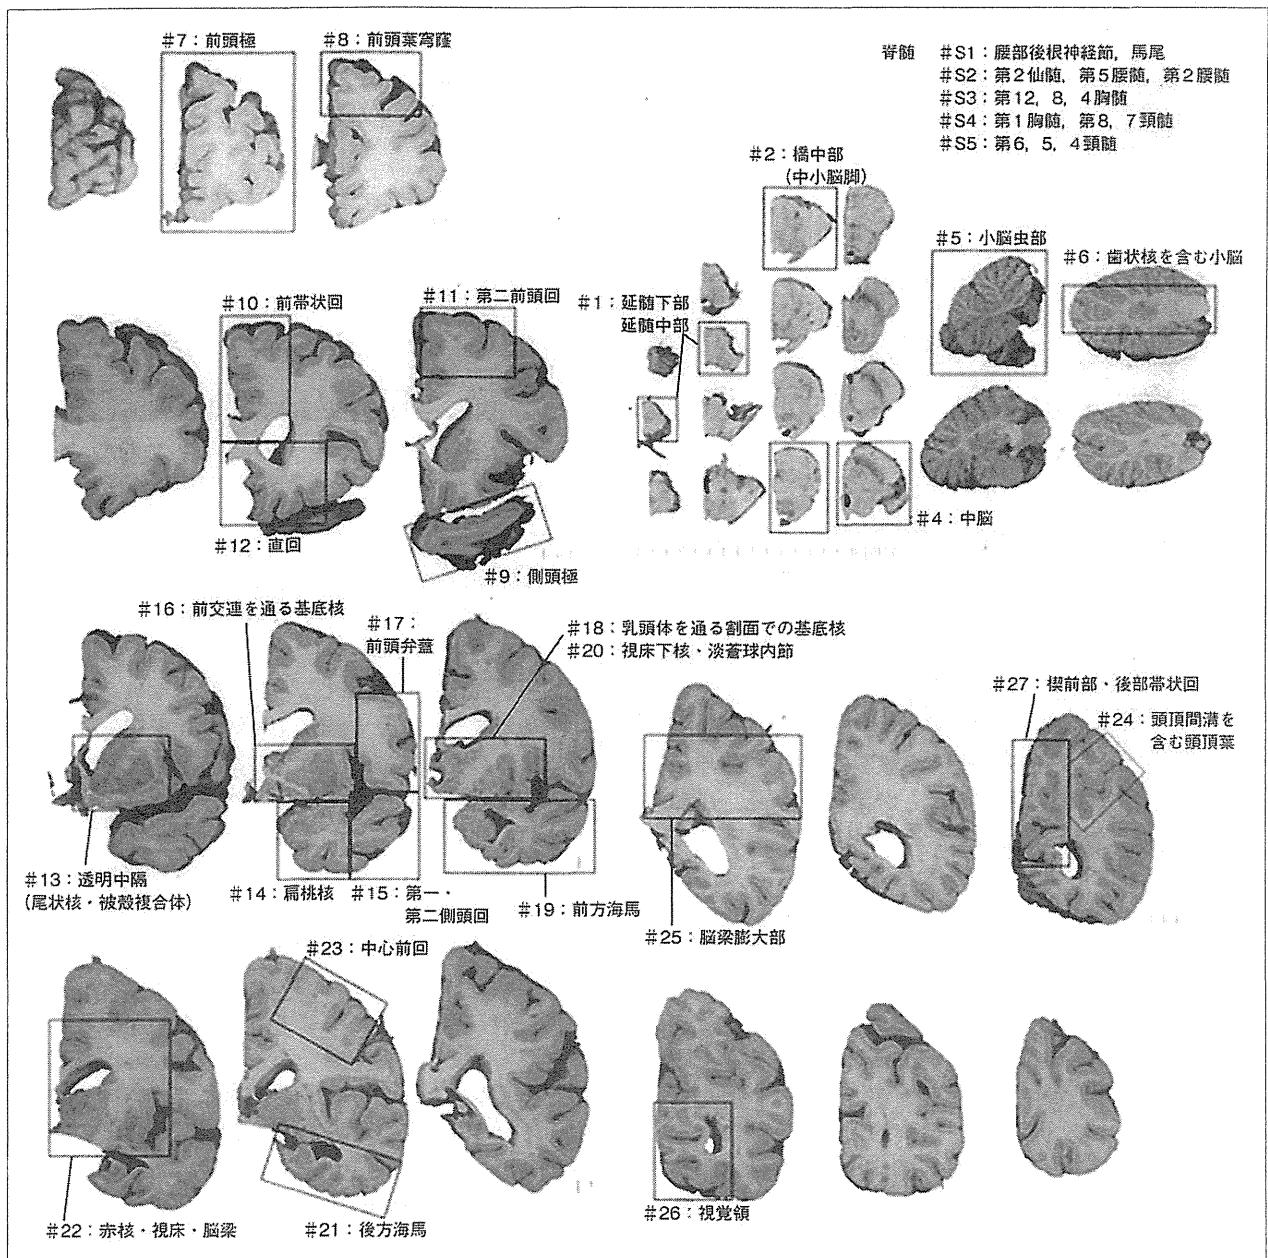 #7：前頭極
#8：前頭葉穹窿
脊髄 #S1：腰部後根神経節，馬尾
#S2：第2仙髄，第5腰髄，第2腰髄
#S3：第12，8，4胸髄
#S4：第1胸髄，第8，7頸髄
#S5：第6，5，4頸髄
#2：橋中部
（中小脳脚）
#5：小脳虫部
#6：歯状核を含む小脳
#10：前帯状回
#11：第二前頭回
#1：延髄下部
延髄中部
#4：中脳
#12：直回
#9：側頭極
#16：前交連を通る基底核
#17：
前頭弁蓋
#18：乳頭体を通る割面での基底核
#20：視床下核・淡蒼球内節
#27：楔前部・後部帯状回
#24：頭頂間溝を
含む頭頂葉
#13：透明中隔
（尾状核・被殻複合体）
#14：扁桃核
#15：第一・
第二側頭回
#19：前方海馬
#25：脳梁膨大部
#23：中心前回
#22：赤核・視床・脳梁
#21：後方海馬
#26：視覚領